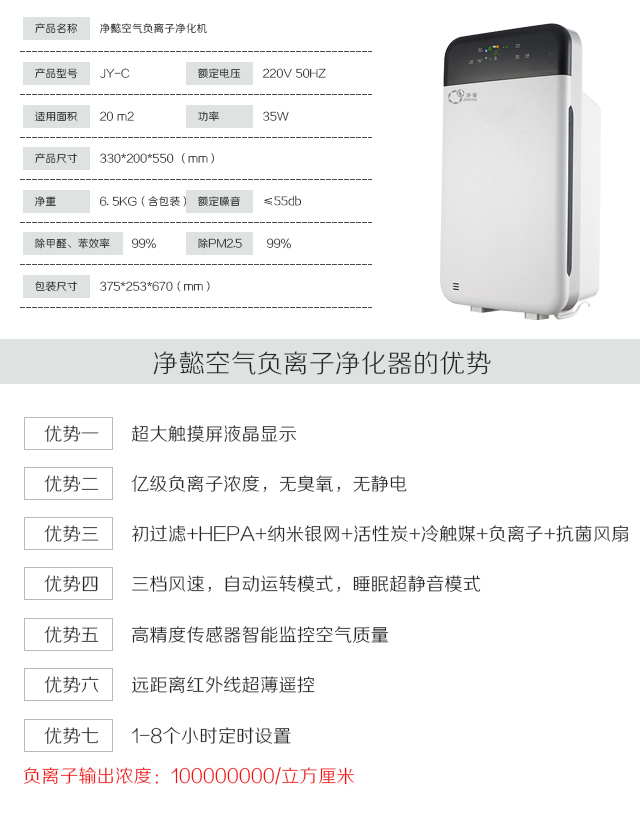 产品名称 净懿空气负离子净化机
产品型号 JY-C 额定电压 220V 50HZ
适用面积 20 m2 功率 35W
产品尺寸 330*200*550（mm）
净重 6.5KG（含包装） 额定噪音 ≤55db
除甲醛、苯效率 99% 除PM2.5 99%
包装尺寸 375*253*670（mm）
净懿空气负离子净化器的优势
优势一 超大触摸屏液晶显示
优势二 亿级负离子浓度，无臭氧，无静电
优势三 初过滤+HEPA+纳米银网+活性炭+冷触媒+负离子+抗菌风扇
优势四 三档风速，自动运转模式，睡眠超静音模式
优势五 高精度传感器智能监控空气质量
优势六 远距离红外线超薄遥控
优势七 1-8个小时定时设置
负离子输出浓度：100000000/立方厘米